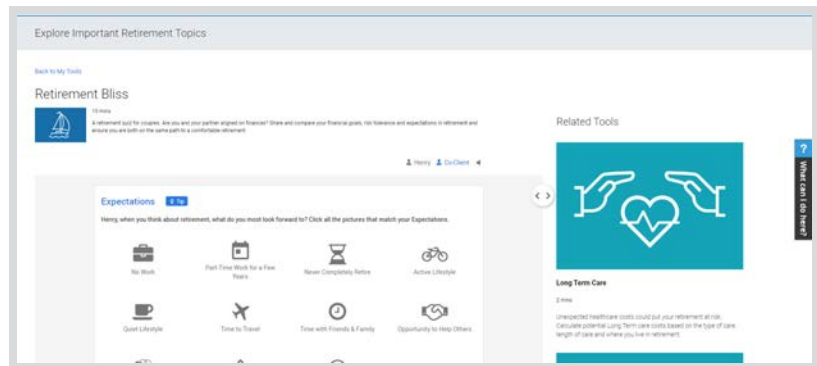 Explore Important Retirement Topics
Back to My Tools
Retirement Bliss
15 mins
A retirement quiz for couples. Are you and your partner aligned on finances? Share and compare your financial goals, risk tolerance and expectations in retirement and
ensure you are both on the same path to a comfortable retirement.
Henry Co-Client
Expectations Tip
Henry, when you think about retirement, what do you most look forward to? Click all the pictures that match your Expectations.
No Work
Part-Time Work for a Few
Years
Never Completely Retire
Active Lifestyle
Quiet Lifestyle
Time to Travel
Time with Friends & Family
Opportunity to Help Others
Related Tools
Long Term Care
2 mins
Unexpected healthcare costs could put your retirement at risk.
Calculate potential Long Term care costs based on the type of care,
length of care and where you live in retirement.
? What can I do here?